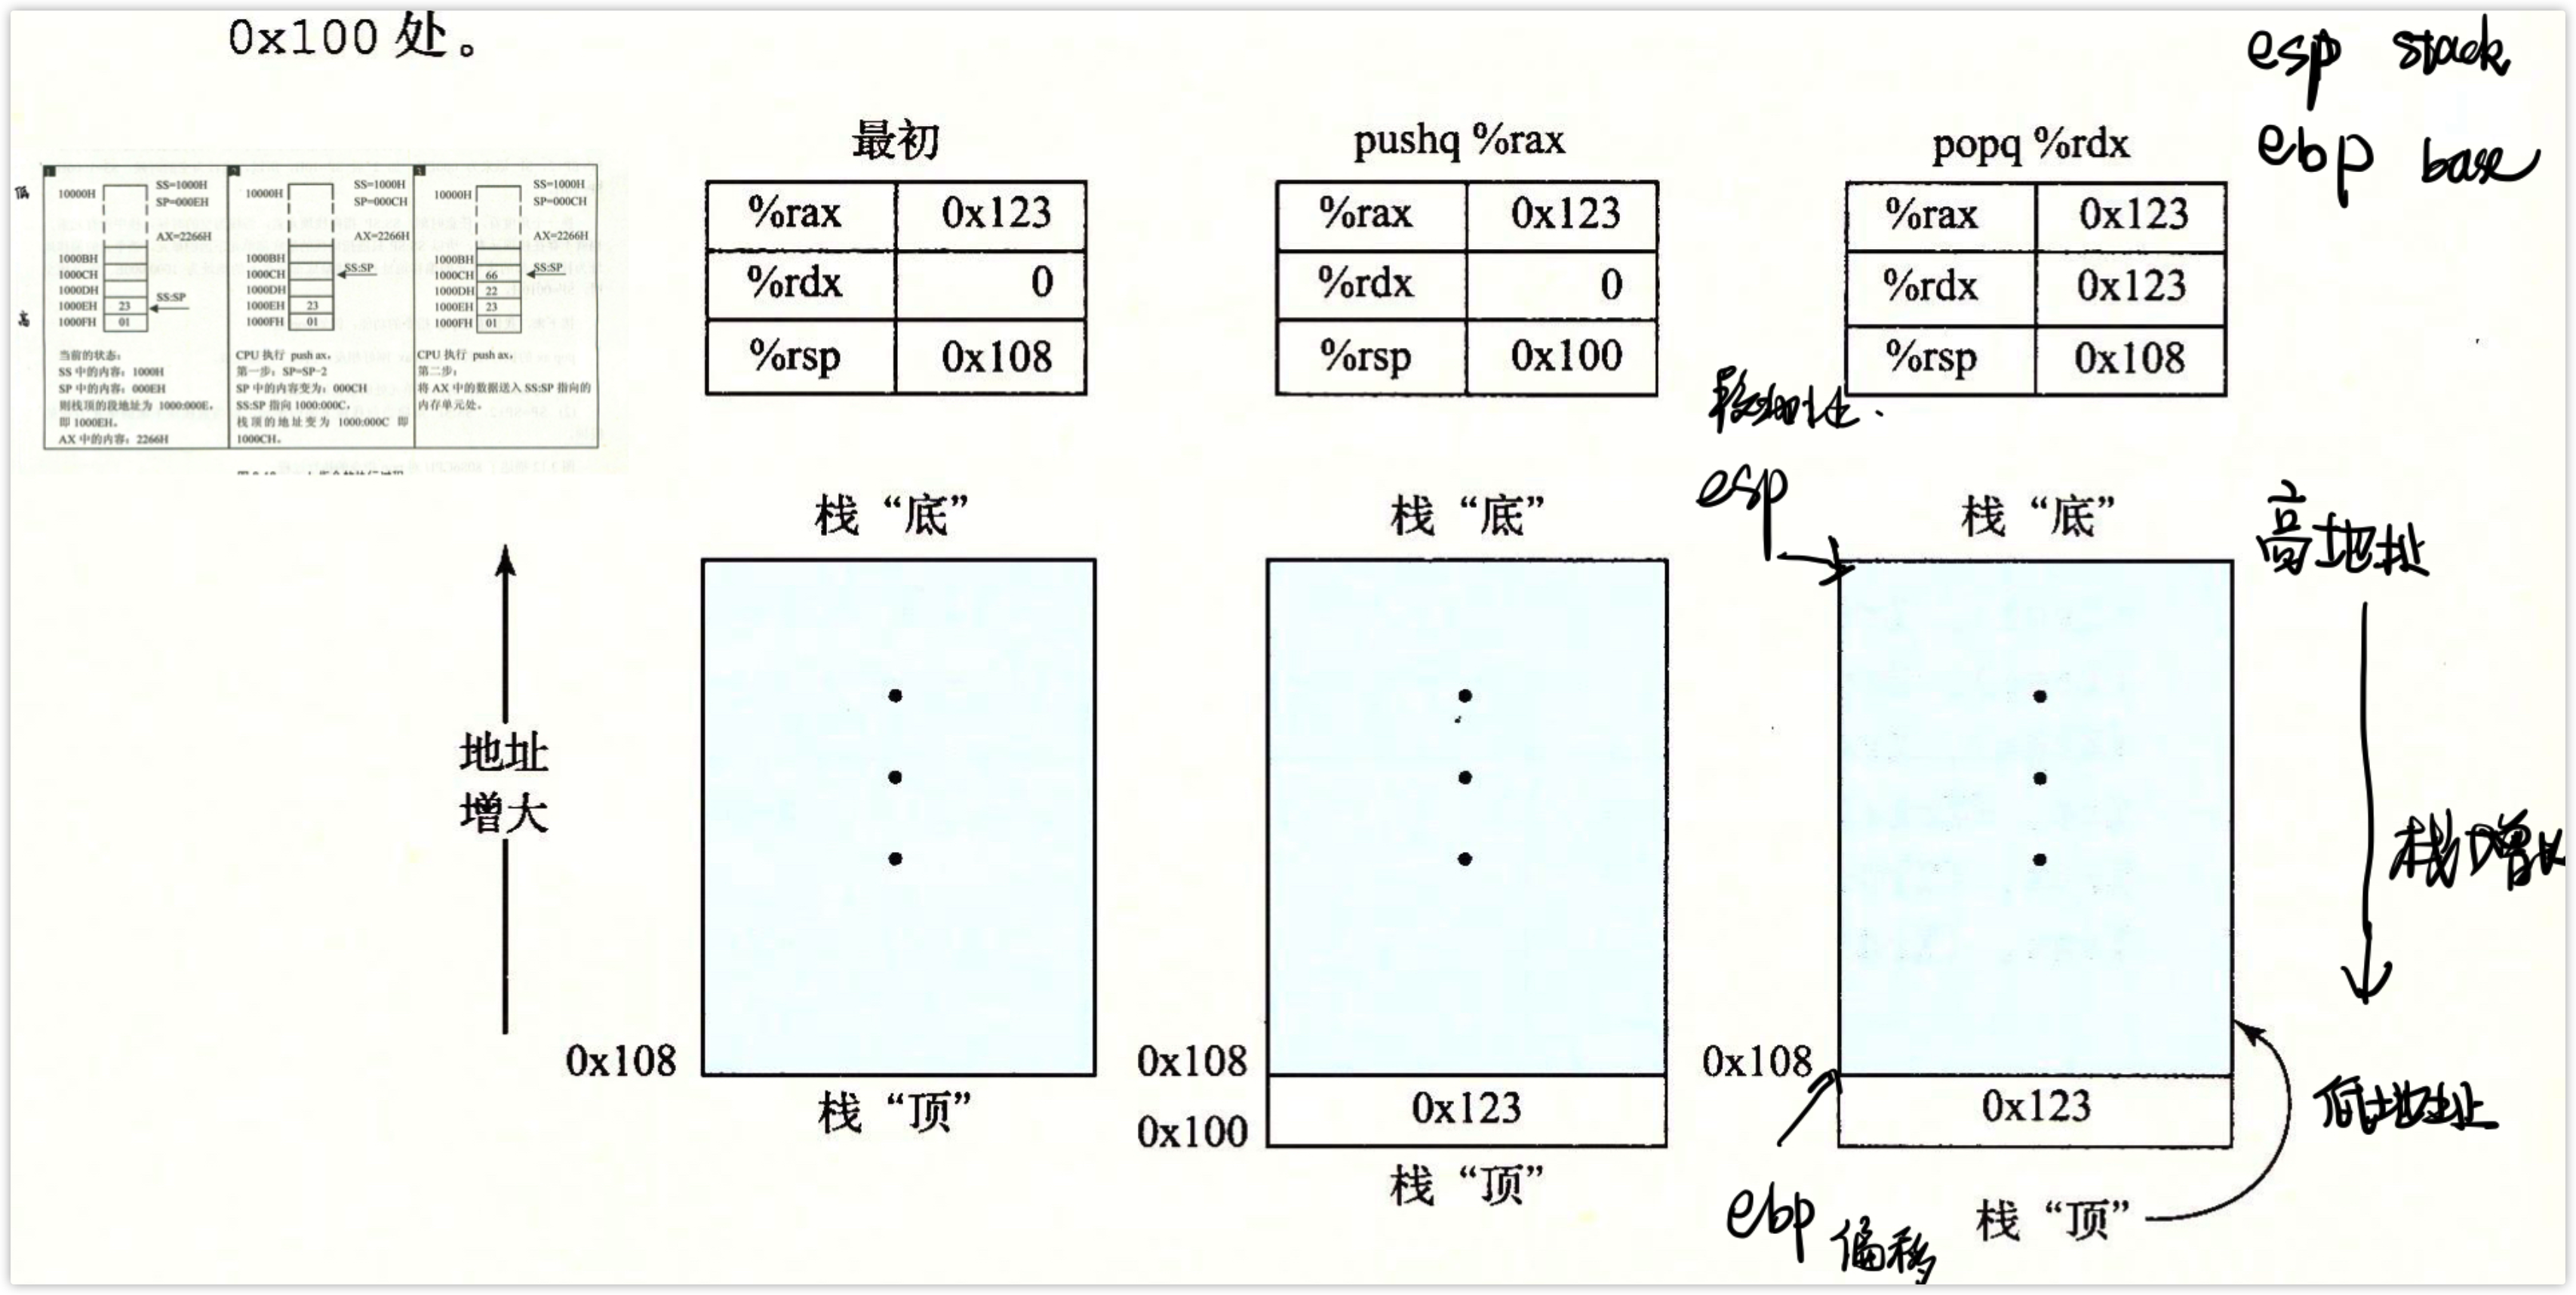 0x100 处。
esp stack
ebp base
顶
高
10000H
SS=1000H
SP=000EH
AX=2266H
1000BH
1000CH
1000DH
1000EH 23
1000FH 01
SS:SP
当前的状态：
SS 中的内容：1000H
SP 中的内容：000EH
则栈顶的段地址为 1000:000E，
即 1000EH。
AX 中的内容：2266H
10000H
SS=1000H
SP=000CH
AX=2266H
1000BH
1000CH
1000DH
1000EH 23
1000FH 01
SS:SP
CPU 执行 push ax，
第一步：SP=SP-2
SP 中的内容变为：000CH
SS:SP 指向 1000:000C，
栈顶的地址变为 1000:000C 即
1000CH。
10000H
SS=1000H
SP=000CH
AX=2266H
1000BH
1000CH 66
1000DH 22
1000EH 23
1000FH 01
SS:SP
CPU 执行 push ax，
第二步：
将 AX 中的数据送入 SS:SP 指向的
内存单元处。
最初
%rax 0x123
%rdx 0
%rsp 0x108
pushq %rax
%rax 0x123
%rdx 0
%rsp 0x100
popq %rdx
%rax 0x123
%rdx 0x123
%rsp 0x108
esp
栈“底”
栈“底”
栈“底”
高地址
地址
增大
栈增长
0x108
栈“顶”
0x108
0x123
0x100
栈“顶”
0x108
0x123
低地址
ebp 偏移
栈“顶”